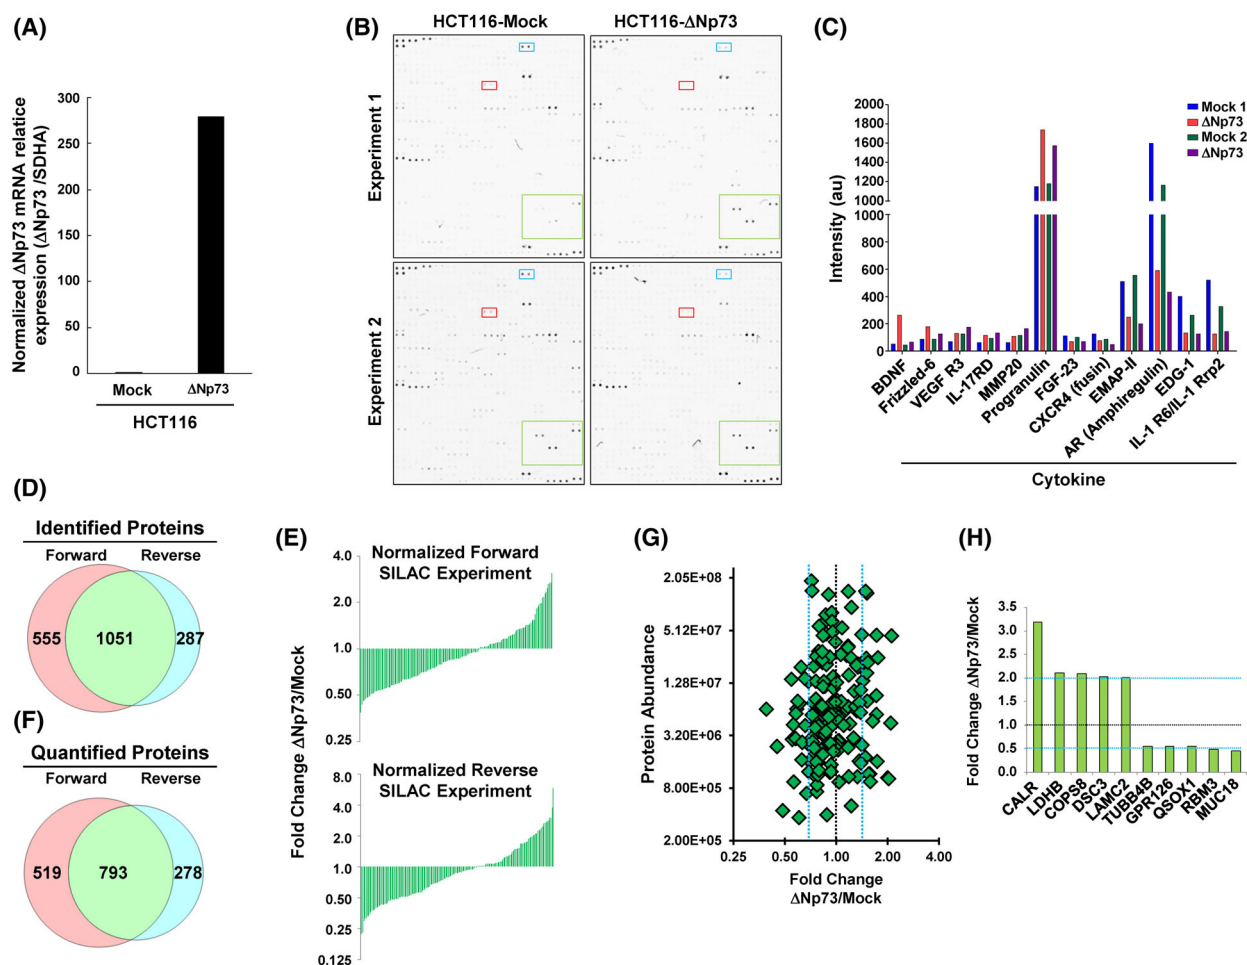 (A)
Normalized ΔNp73 mRNA relatice
expression (ΔNp73 /SDHA)
300
250
200
150
100
50
0
Mock
ΔNp73
HCT116
(B)
HCT116-Mock
HCT116-ΔNp73
Experiment 1
Experiment 2
(C)
Intensity (au)
2000
1800
1600
1400
1200
1000
1000
800
600
400
200
0
Mock 1
ΔNp73
Mock 2
ΔNp73
BDNF
Frizzled-6
VEGF R3
IL-17RD
MMP20
Progranulin
FGF-23
CXCR4 (fusin)
EMAP-II
AR (Amphiregulin)
EDG-1
IL-1 R6/IL-1 Rrp2
Cytokine
(D)
Identified Proteins
Forward
Reverse
555
1051
287
(F)
Quantified Proteins
Forward
Reverse
519
793
278
(E)
Fold Change ΔNp73/Mock
Normalized Forward
SILAC Experiment
4.0
2.0
1.0
0.50
0.25
Normalized Reverse
SILAC Experiment
8.0
4.0
2.0
1.0
0.50
0.25
0.125
(G)
Protein Abundance
2.05E+08
5.12E+07
1.28E+07
3.20E+06
8.00E+05
2.00E+05
0.25
0.50
1.00
2.00
4.00
Fold Change
ΔNp73/Mock
(H)
Fold Change ΔNp73/Mock
3.5
3.0
2.5
2.0
1.5
1.0
0.5
0.0
CALR
LDHB
COPS8
DSC3
LAMC2
TUBB4B
GPR126
QSOX1
RBM3
MUC18